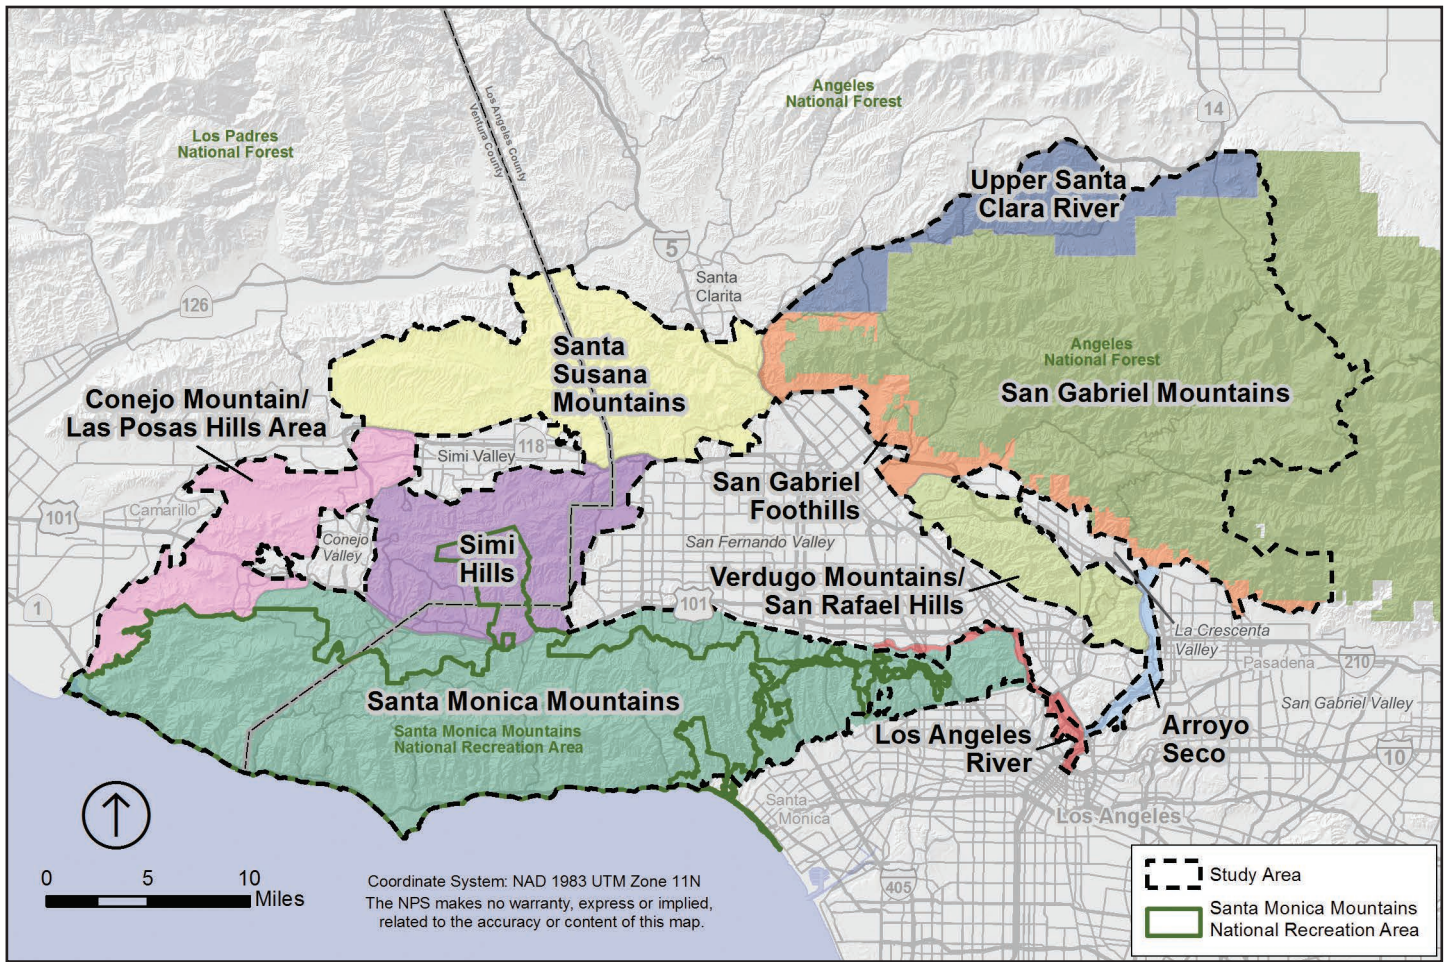 Los Padres
National Forest
Los Angeles County
Ventura County
Angeles
National Forest
14
Upper Santa
Clara River
5
Santa
Clarita
126
Angeles
National Forest
San Gabriel Mountains
Santa
Susana
Mountains
Conejo Mountain/
Las Posas Hills Area
118
Simi Valley
San Gabriel
Foothills
101
Camarillo
Conejo
Valley
Simi
Hills
San Fernando Valley
Verdugo Mountains/
San Rafael Hills
101
1
La Crescenta
Valley
Pasadena
210
San Gabriel Valley
Santa Monica Mountains
Santa Monica Mountains
National Recreation Area
Los Angeles
River
Arroyo
Seco
10
Santa
Monica
Los Angeles
405
0 5 10
Miles
Coordinate System: NAD 1983 UTM Zone 11N
The NPS makes no warranty, express or implied,
related to the accuracy or content of this map.
Study Area
Santa Monica Mountains
National Recreation Area